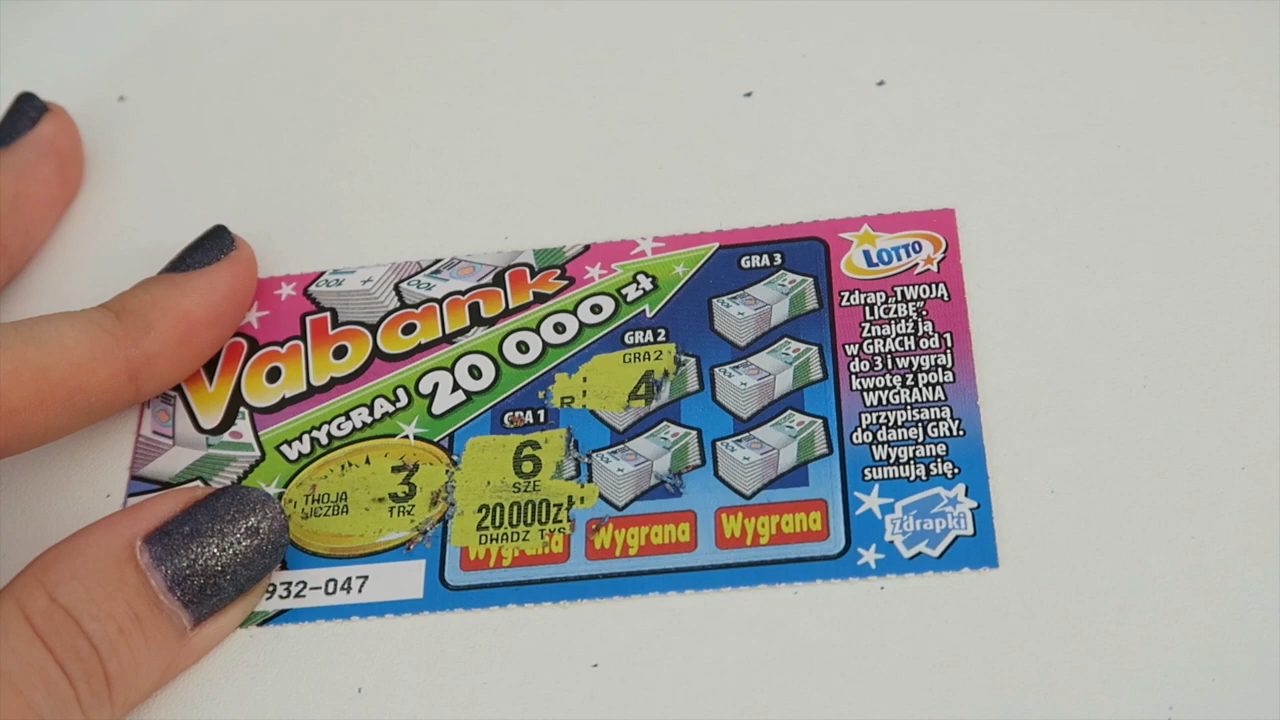 Vabank
WYGRAJ 20 000 zł
TWOJA
LICZBA
3
TRZ
932-047
GRA 1
6
SZE
20.000zł
DWADZ TYS
Wygrana
GRA 2
GRA2
4
Wygrana
GRA 3
Wygrana
LOTTO
Zdrap „TWOJĄ
LICZBĘ”.
Znajdź ją
w GRACH od 1
do 3 i wygraj
kwotę z pola
WYGRANA
przypisaną
do danej GRY.
Wygrane
sumują się.
Zdrapki